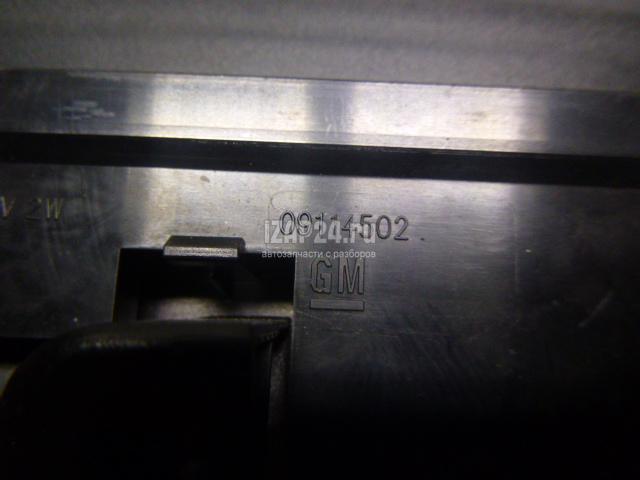 V 2W
09114502
IZAP24.ru
автозапчасти с разборов
GM